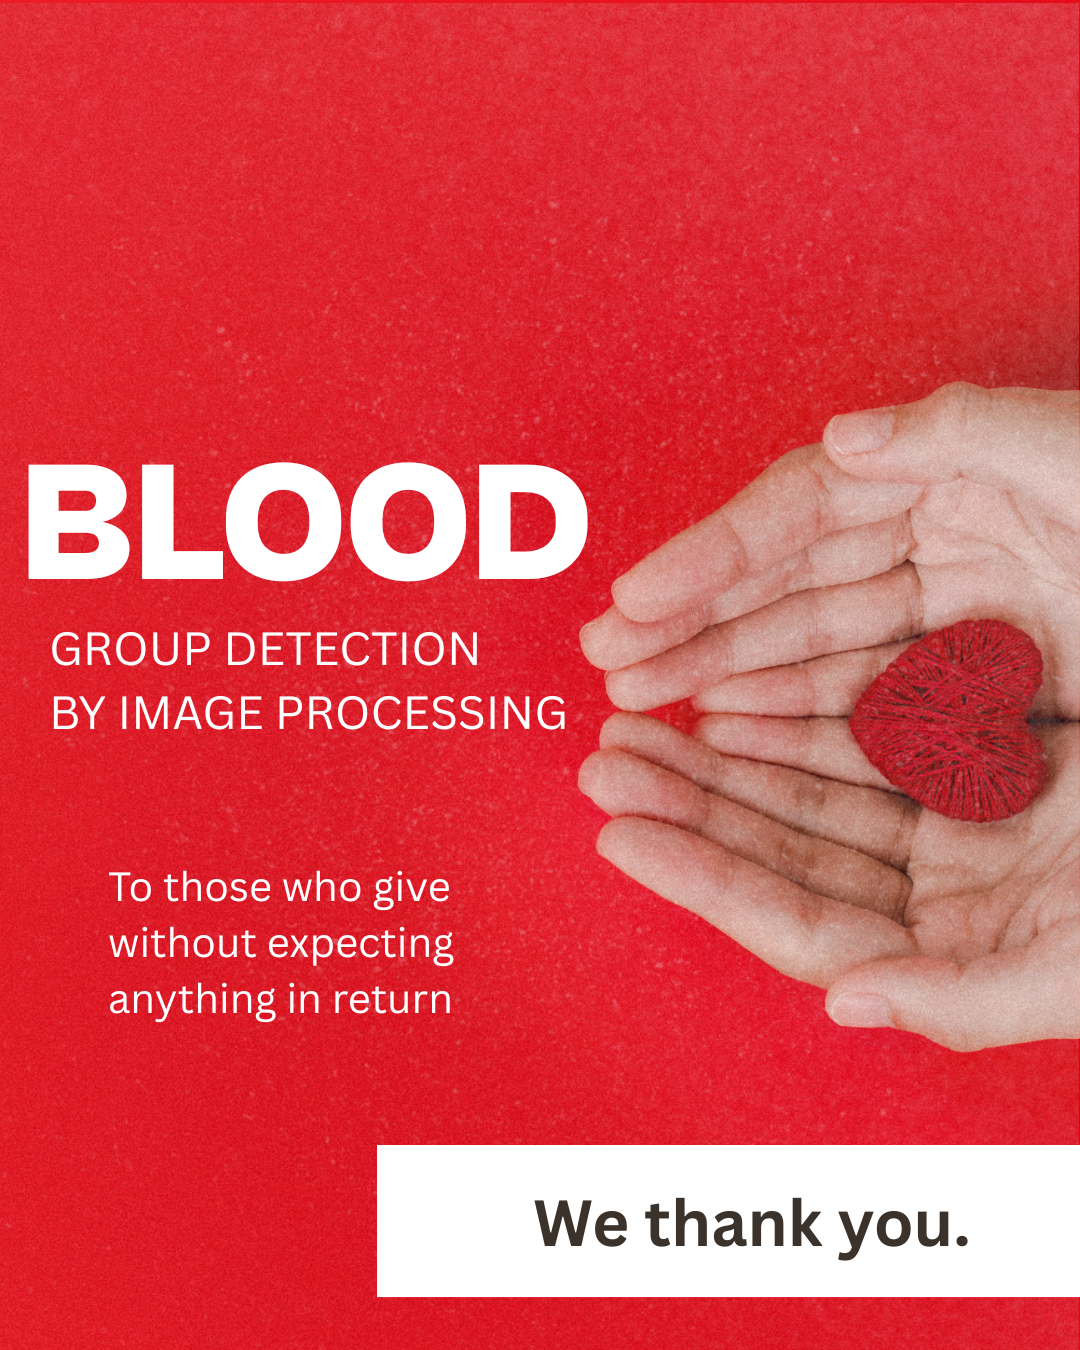 BLOOD
GROUP DETECTION
BY IMAGE PROCESSING
To those who give
without expecting
anything in return
We thank you.